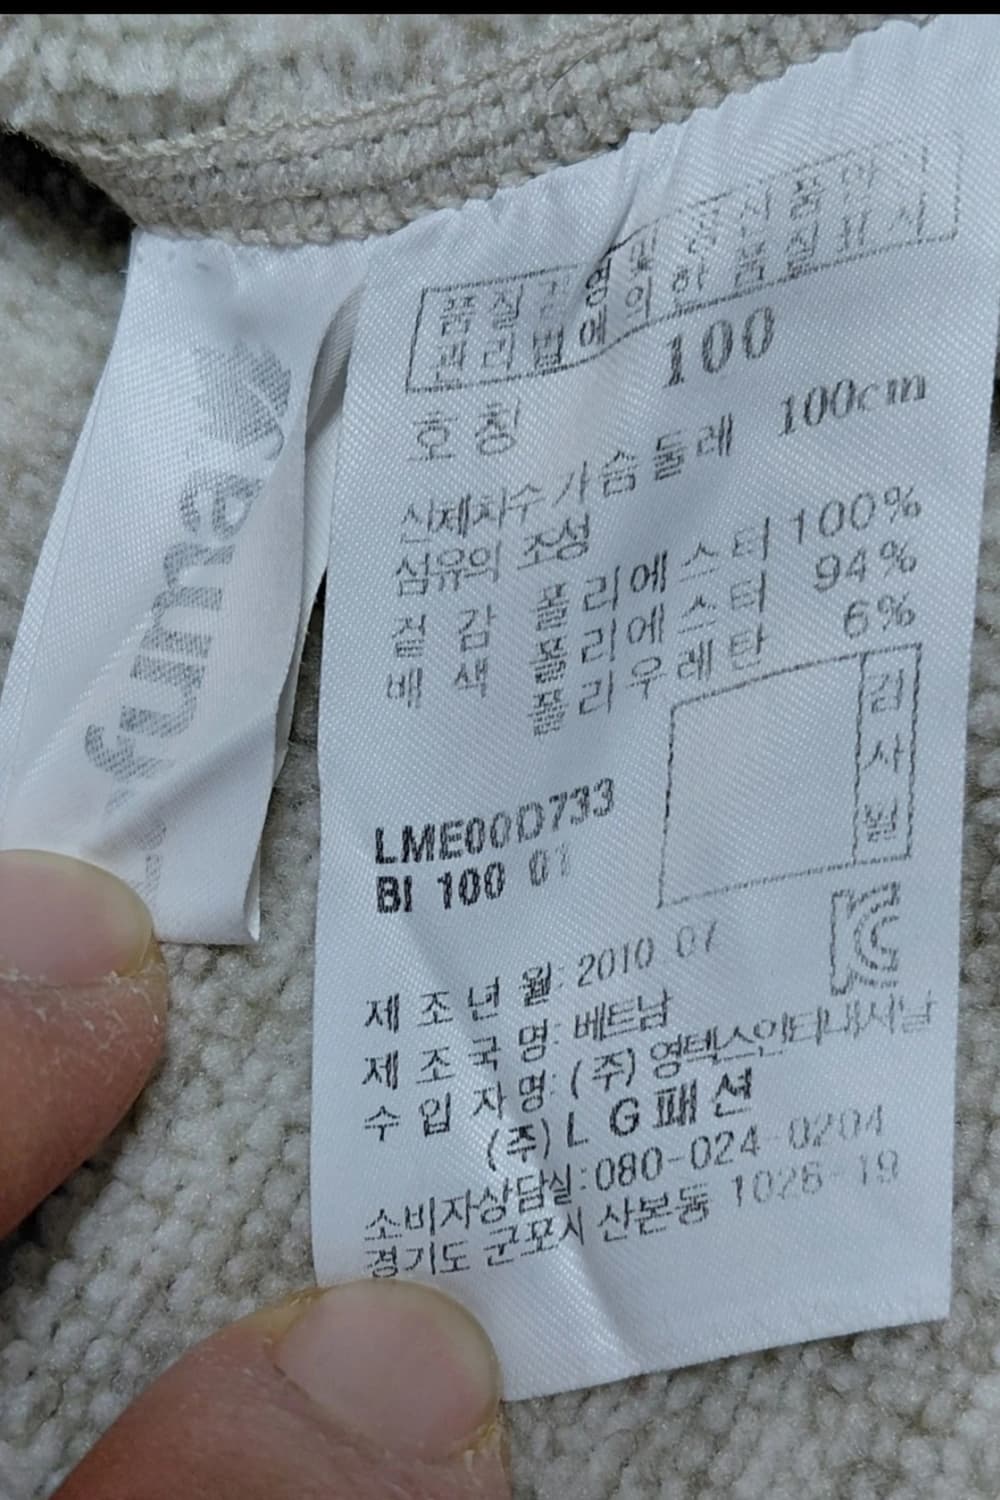 Lafuma
품질경영 및 공산품안
관리법에 의한 품질표시
호칭 100
신체치수 가슴둘레 100cm
섬유의 조성
겉감 폴리에스터 100%
배색 폴리에스터 94%
폴리우레탄 6%
검사필
LME00D733
BI 100 01
제조년월: 2010 07
제조국명: 베트남
수입자명: (주) 영텍스인터내셔날
(주) LG패션
소비자상담실: 080-024-0204
경기도 군포시 산본동 1026-19